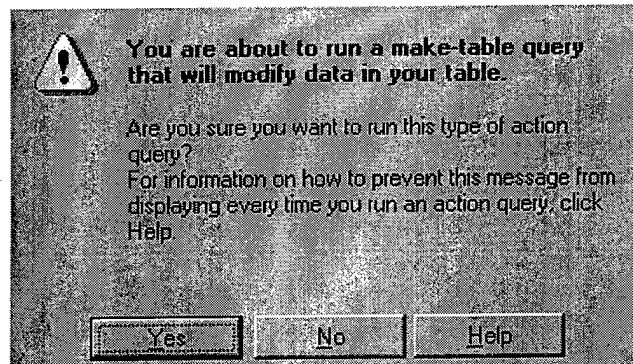 You are about to run a make-table query
that will modify data in your table.
Are you sure you want to run this type of action
query?
For information on how to prevent this message from
displaying every time you run an action query, click
Help.
Yes
No
Help